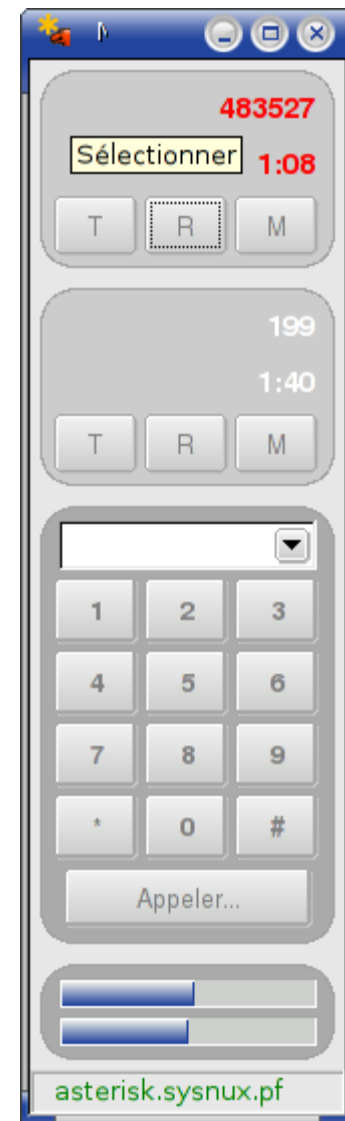 483527
Sélectionner 1:08
T R M
199
1:40
T R M
1 2 3
4 5 6
7 8 9
* 0 #
Appeler...
asterisk.sysnux.pf